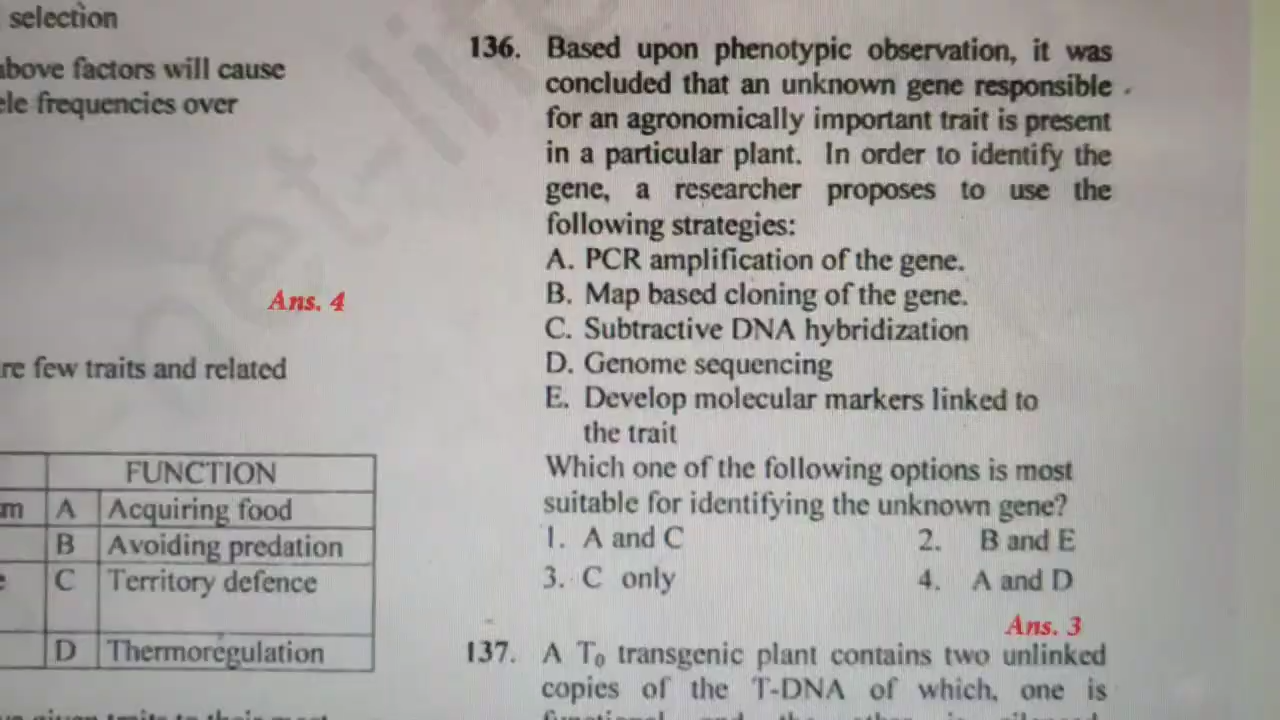 selection
above factors will cause
frequencies over
Ans. 4
few traits and related
FUNCTION
A Acquiring food
B Avoiding predation
C Territory defence
D Thermoregulation
136. Based upon phenotypic observation, it was
concluded that an unknown gene responsible
for an agronomically important trait is present
in a particular plant. In order to identify the
gene, a researcher proposes to use the
following strategies:
A. PCR amplification of the gene.
B. Map based cloning of the gene.
C. Subtractive DNA hybridization
D. Genome sequencing
E. Develop molecular markers linked to
the trait
Which one of the following options is most
suitable for identifying the unknown gene?
1. A and C 2. B and E
3. C only 4. A and D
Ans. 3
137. A T₀ transgenic plant contains two unlinked
copies of the T-DNA of which, one is